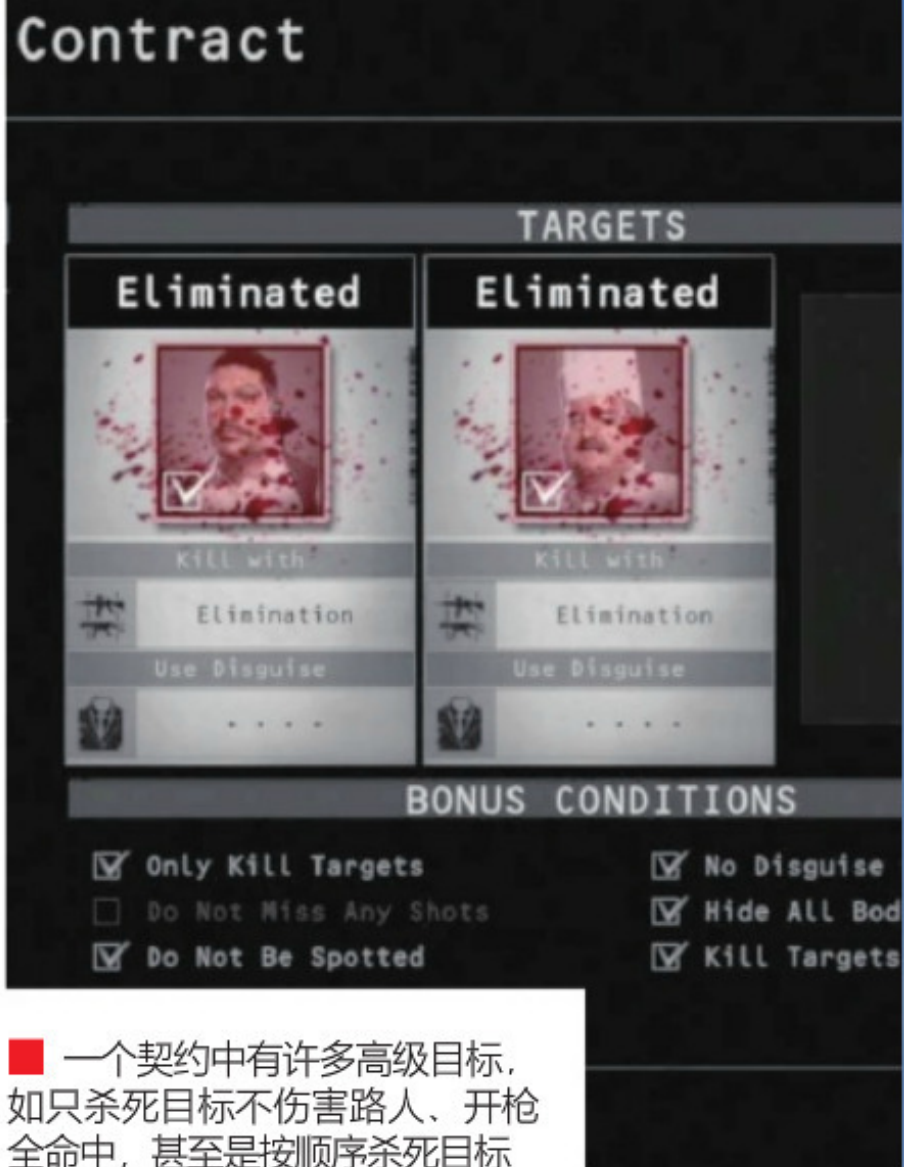 Contract
TARGETS
Eliminated Eliminated
Kill with Kill with
Elimination Elimination
Use Disguise Use Disguise
- - - - - - - -
BONUS CONDITIONS
Only Kill Targets No Disguise
Do Not Miss Any Shots Hide All Bod
Do Not Be Spotted Kill Targets
一个契约中有许多高级目标，
如只杀死目标不伤害路人、开枪
全命中，甚至是按顺序杀死目标